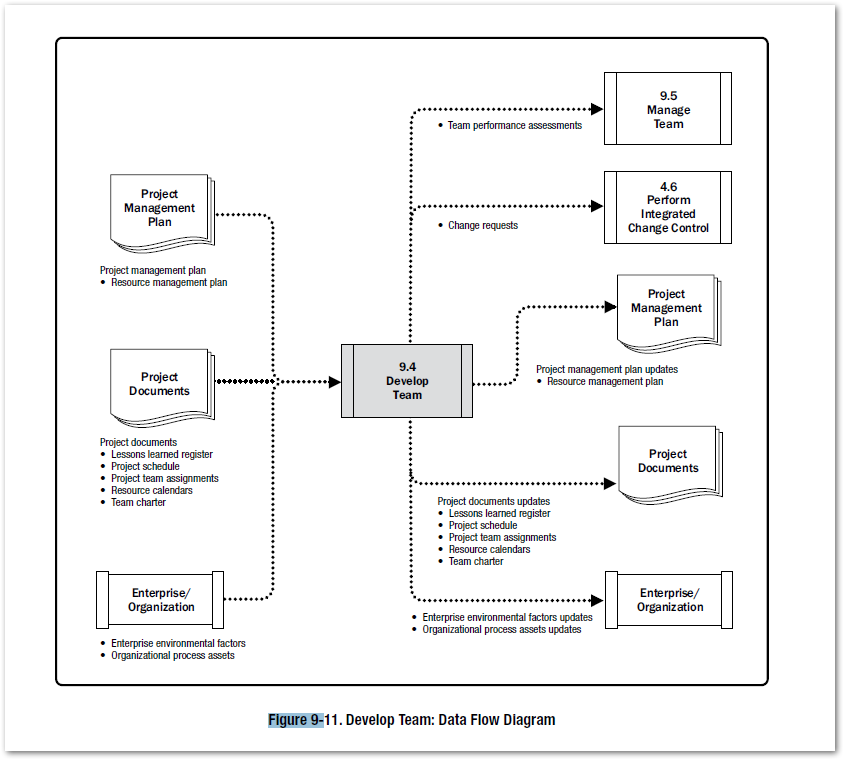 9.5
Manage
Team
• Team performance assessments
4.6
Perform
Integrated
Change Control
• Change requests
Project
Management
Plan
Project management plan
• Resource management plan
Project
Management
Plan
Project management plan updates
• Resource management plan
9.4
Develop
Team
Project
Documents
Project documents
• Lessons learned register
• Project schedule
• Project team assignments
• Resource calendars
• Team charter
Project
Documents
Project documents updates
• Lessons learned register
• Project schedule
• Project team assignments
• Resource calendars
• Team charter
Enterprise/
Organization
• Enterprise environmental factors
• Organizational process assets
Enterprise/
Organization
• Enterprise environmental factors updates
• Organizational process assets updates
Figure 9-11. Develop Team: Data Flow Diagram